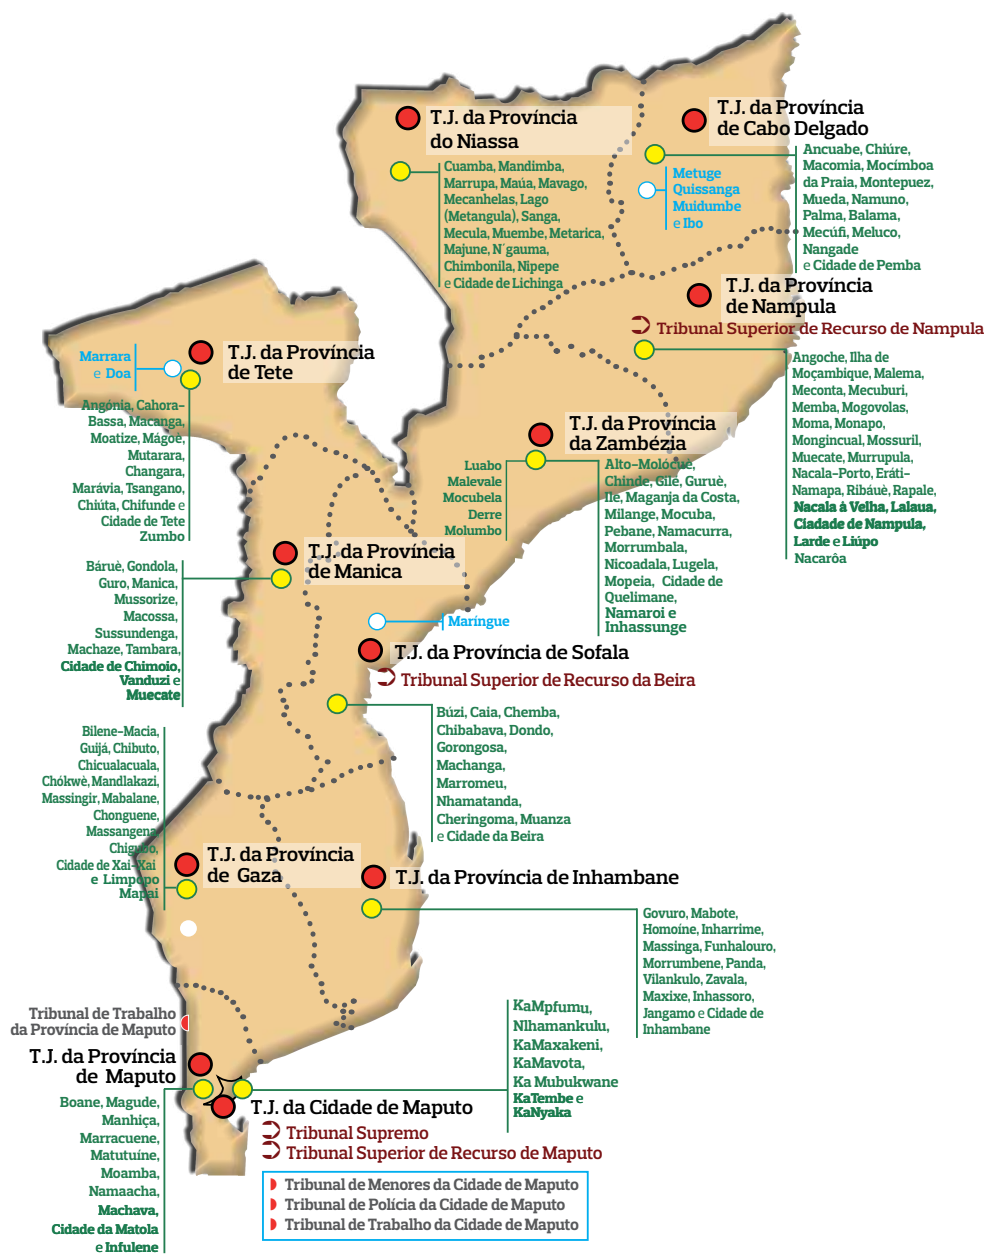 T.J. da Província
do Niassa
Cuamba, Mandimba,
Marrupa, Maúa, Mavago,
Mecanhelas, Lago
(Metangula), Sanga,
Mecula, Muembe, Metarica,
Majune, N´gauma,
Chimbonila, Nipepe
e Cidade de Lichinga
T.J. da Província
de Cabo Delgado
Ancuabe, Chiúre,
Macomia, Mocímboa
da Praia, Montepuez,
Mueda, Namuno,
Palma, Balama,
Mecúfi, Meluco,
Nangade
e Cidade de Pemba
Metuge
Quissanga
Muidumbe
e Ibo
T.J. da Província
de Nampula
Tribunal Superior de Recurso de Nampula
Angoche, Ilha de
Moçambique, Malema,
Meconta, Mecuburi,
Memba, Mogovolas,
Moma, Monapo,
Mongincual, Mossuril,
Muecate, Murrupula,
Nacala-Porto, Eráti-
Namapa, Ribáuè, Rapale,
Nacala à Velha, Lalaua,
Ciadade de Nampula,
Larde e Liúpo
Nacarôa
T.J. da Província
de Tete
Marrara
e Doa
Angónia, Cahora-
Bassa, Macanga,
Moatize, Mágoè,
Mutarara,
Changara,
Marávia, Tsangano,
Chiúta, Chifunde e
Cidade de Tete
Zumbo
T.J. da Província
da Zambézia
Luabo
Malevale
Mocubela
Derre
Molumbo
Alto-Molócuè,
Chinde, Gilé, Guruè,
Ile, Maganja da Costa,
Milange, Mocuba,
Pebane, Namacurra,
Morrumbala,
Nicoadala, Lugela,
Mopeia, Cidade de
Quelimane,
Namaroi e
Inhassunge
T.J. da Província
de Manica
Báruè, Gondola,
Guro, Manica,
Mussorize,
Macossa,
Sussundenga,
Machaze, Tambara,
Cidade de Chimoio,
Vanduzi e
Muecate
Maríngue
T.J. da Província de Sofala
Tribunal Superior de Recurso da Beira
Búzi, Caia, Chemba,
Chibabava, Dondo,
Gorongosa,
Machanga,
Marromeu,
Nhamatanda,
Cheringoma, Muanza
e Cidade da Beira
Bilene-Macia,
Guijá, Chibuto,
Chicualacuala,
Chókwè, Mandlakazi,
Massingir, Mabalane,
Chonguene,
Massangena,
Chigubo,
Cidade de Xai-Xai
e Limpopo
Mapai
T.J. da Província
de Gaza
T.J. da Província de Inhambane
Govuro, Mabote,
Homoíne, Inharrime,
Massinga, Funhalouro,
Morrumbene, Panda,
Vilankulo, Zavala,
Maxixe, Inhassoro,
Jangamo e Cidade de
Inhambane
Tribunal de Trabalho
da Província de Maputo
T.J. da Província
de Maputo
Boane, Magude,
Manhiça,
Marracuene,
Matutuíne,
Moamba,
Namaacha,
Machava,
Cidade da Matola
e Infulene
KaMpfumu,
Nlhamankulu,
KaMaxakeni,
KaMavota,
Ka Mubukwane
KaTembe e
KaNyaka
T.J. da Cidade de Maputo
Tribunal Supremo
Tribunal Superior de Recurso de Maputo
Tribunal de Menores da Cidade de Maputo
Tribunal de Polícia da Cidade de Maputo
Tribunal de Trabalho da Cidade de Maputo